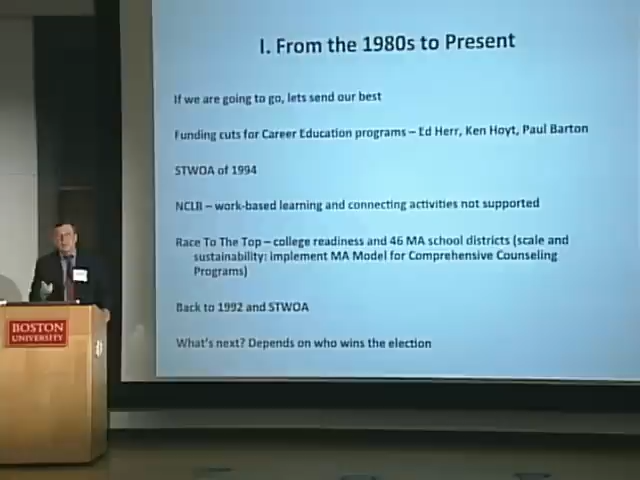 I. From the 1980s to Present
If we are going to go, lets send our best
Funding cuts for Career Education programs – Ed Herr, Ken Hoyt, Paul Barton
STWOA of 1994
NCLB – work-based learning and connecting activities not supported
Race To The Top – college readiness and 46 MA school districts (scale and
sustainability: Implement MA Model for Comprehensive Counseling
Programs)
Back to 1992 and STWOA
What's next? Depends on who wins the election
BOSTON
UNIVERSITY